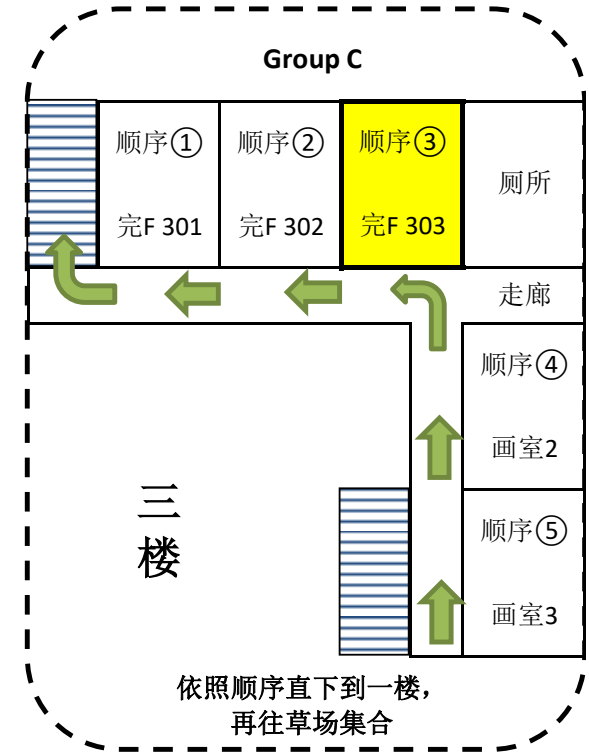 Group C
顺序①
完F 301
顺序②
完F 302
顺序③
完F 303
厕所
走廊
顺序④
画室2
顺序⑤
画室3
三
楼
依照顺序直下到一楼，
再往草场集合